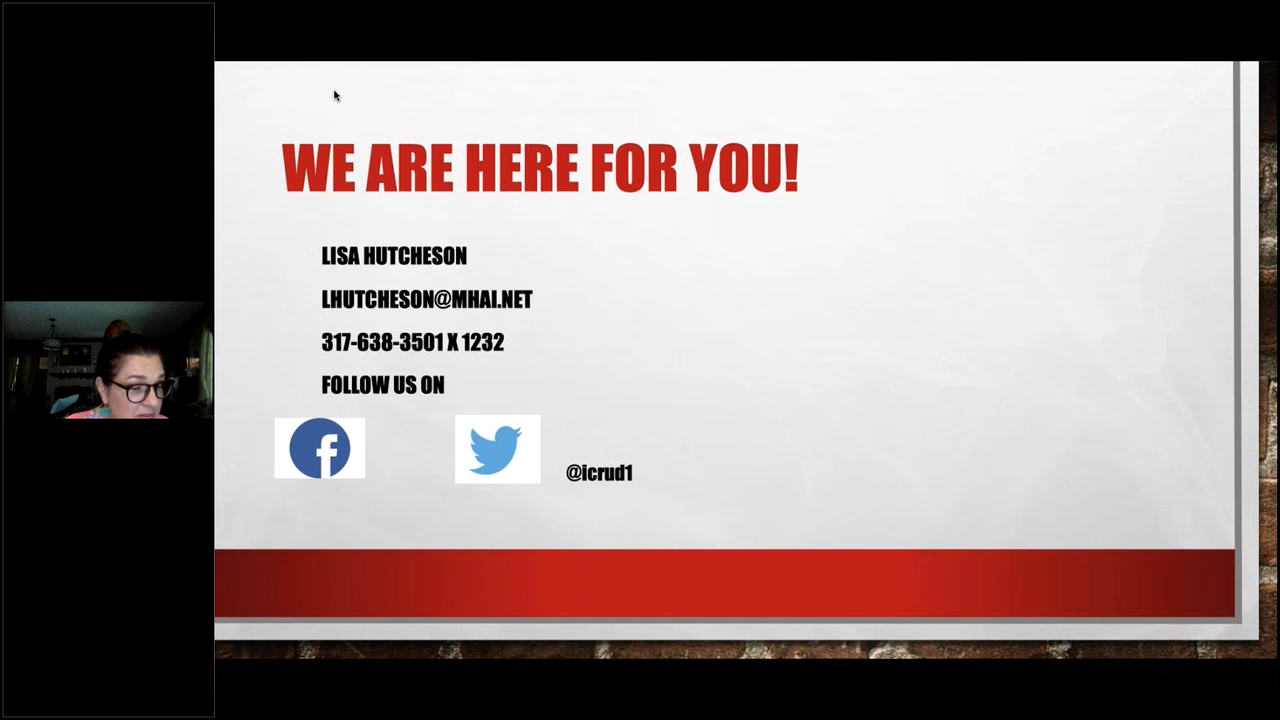 WE ARE HERE FOR YOU!
LISA HUTCHESON
LHUTCHESON@MHAI.NET
317-638-3501 X 1232
FOLLOW US ON
@icrud1